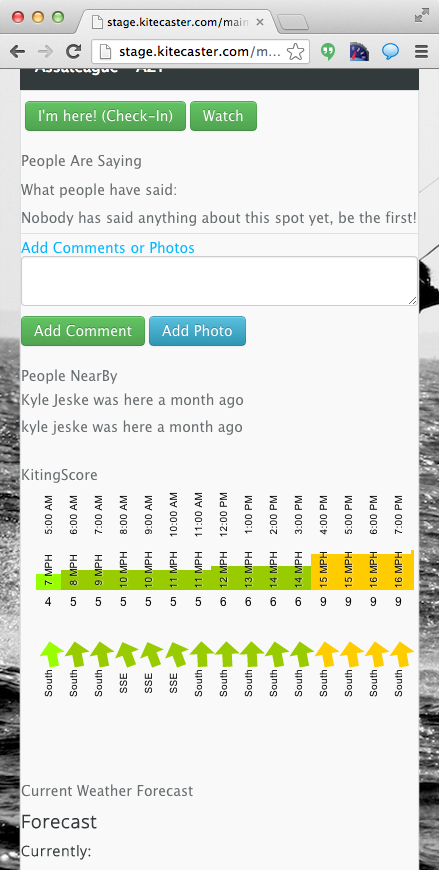 stage.kitecaster.com/main
stage.kitecaster.com/m...
I'm here! (Check-In) Watch
People Are Saying
What people have said:
Nobody has said anything about this spot yet, be the first!
Add Comments or Photos
Add Comment Add Photo
People NearBy
Kyle Jeske was here a month ago
kyle jeske was here a month ago
KitingScore
5:00 AM 6:00 AM 7:00 AM 8:00 AM 9:00 AM 10:00 AM 11:00 AM 12:00 PM 1:00 PM 2:00 PM 3:00 PM 4:00 PM 5:00 PM 6:00 PM 7:00 PM
7 MPH 8 MPH 9 MPH 10 MPH 10 MPH 11 MPH 11 MPH 12 MPH 13 MPH 14 MPH 14 MPH 15 MPH 15 MPH 16 MPH 16 MPH
4 5 5 5 5 5 5 6 6 6 6 9 9 9 9
South South South SSE SSE SSE South South South South South South South South South
Current Weather Forecast
Forecast
Currently: